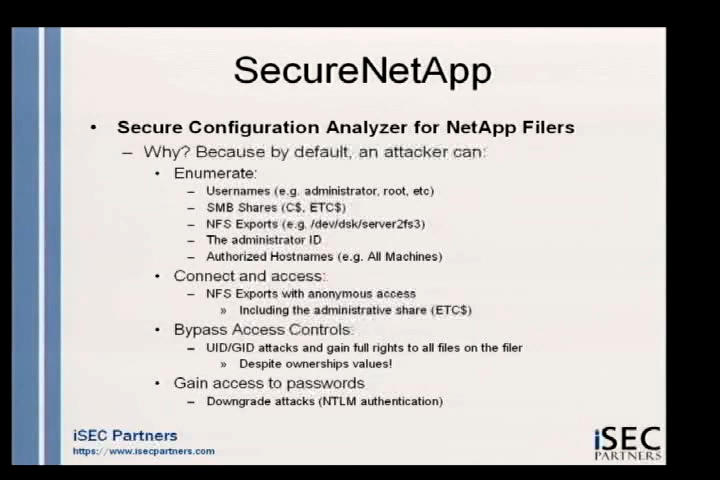 SecureNetApp
• Secure Configuration Analyzer for NetApp Filers
– Why? Because by default, an attacker can:
• Enumerate:
– Usernames (e.g. administrator, root, etc)
– SMB Shares (C$, ETC$)
– NFS Exports (e.g. /dev/dsk/server2fs3)
– The administrator ID
– Authorized Hostnames (e.g. All Machines)
• Connect and access:
– NFS Exports with anonymous access
» Including the administrative share (ETC$)
• Bypass Access Controls:
– UID/GID attacks and gain full rights to all files on the filer
» Despite ownerships values!
• Gain access to passwords
– Downgrade attacks (NTLM authentication)
iSEC Partners
https://www.isecpartners.com
iSEC
PARTNERS